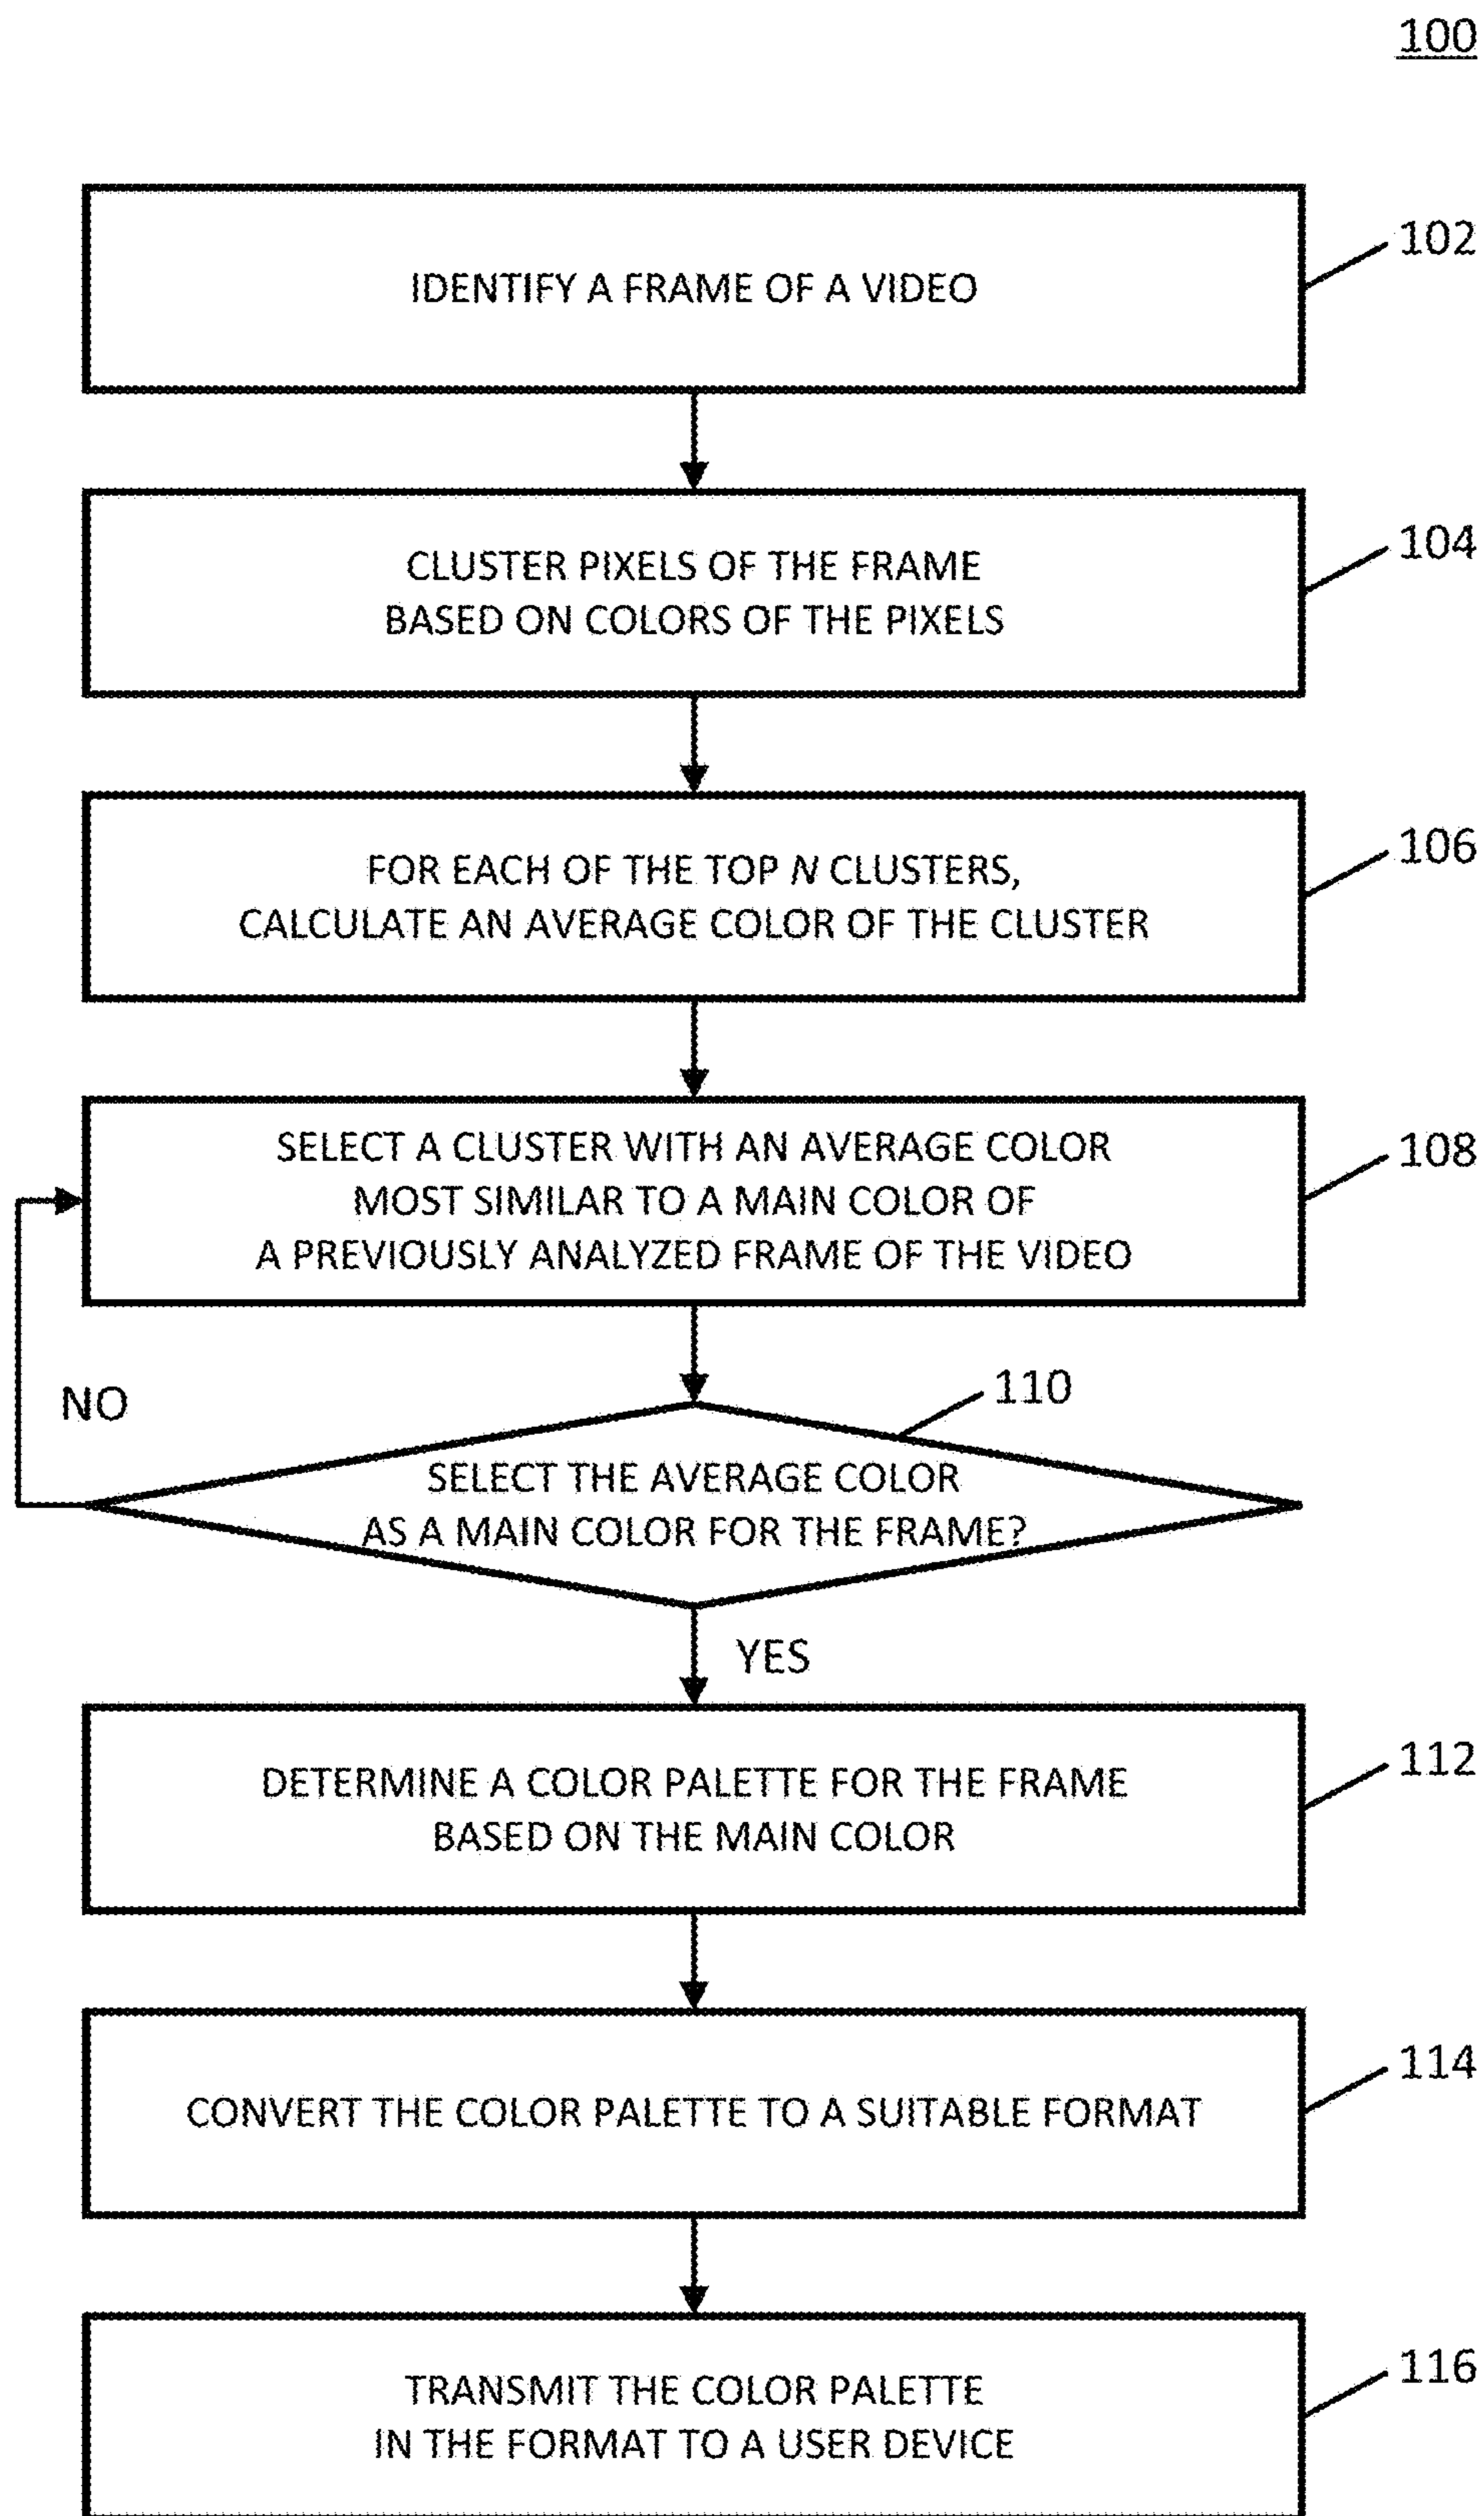 100
IDENTIFY A FRAME OF A VIDEO
102
CLUSTER PIXELS OF THE FRAME
BASED ON COLORS OF THE PIXELS
104
FOR EACH OF THE TOP N CLUSTERS,
CALCULATE AN AVERAGE COLOR OF THE CLUSTER
106
SELECT A CLUSTER WITH AN AVERAGE COLOR
MOST SIMILAR TO A MAIN COLOR OF
A PREVIOUSLY ANALYZED FRAME OF THE VIDEO
108
NO
110
SELECT THE AVERAGE COLOR
AS A MAIN COLOR FOR THE FRAME?
YES
DETERMINE A COLOR PALETTE FOR THE FRAME
BASED ON THE MAIN COLOR
112
CONVERT THE COLOR PALETTE TO A SUITABLE FORMAT
114
TRANSMIT THE COLOR PALETTE
IN THE FORMAT TO A USER DEVICE
116